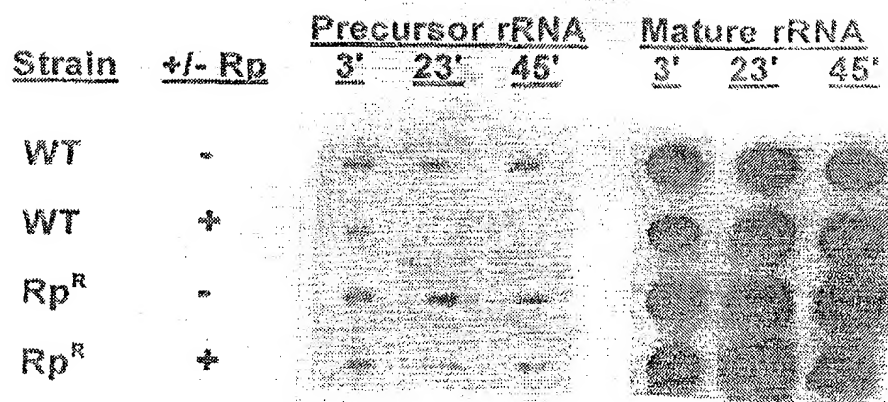 Precursor rRNA Mature rRNA
Strain +/- Rp 3' 23' 45' 3' 23' 45'
WT -
WT +
Rp^R -
Rp^R +